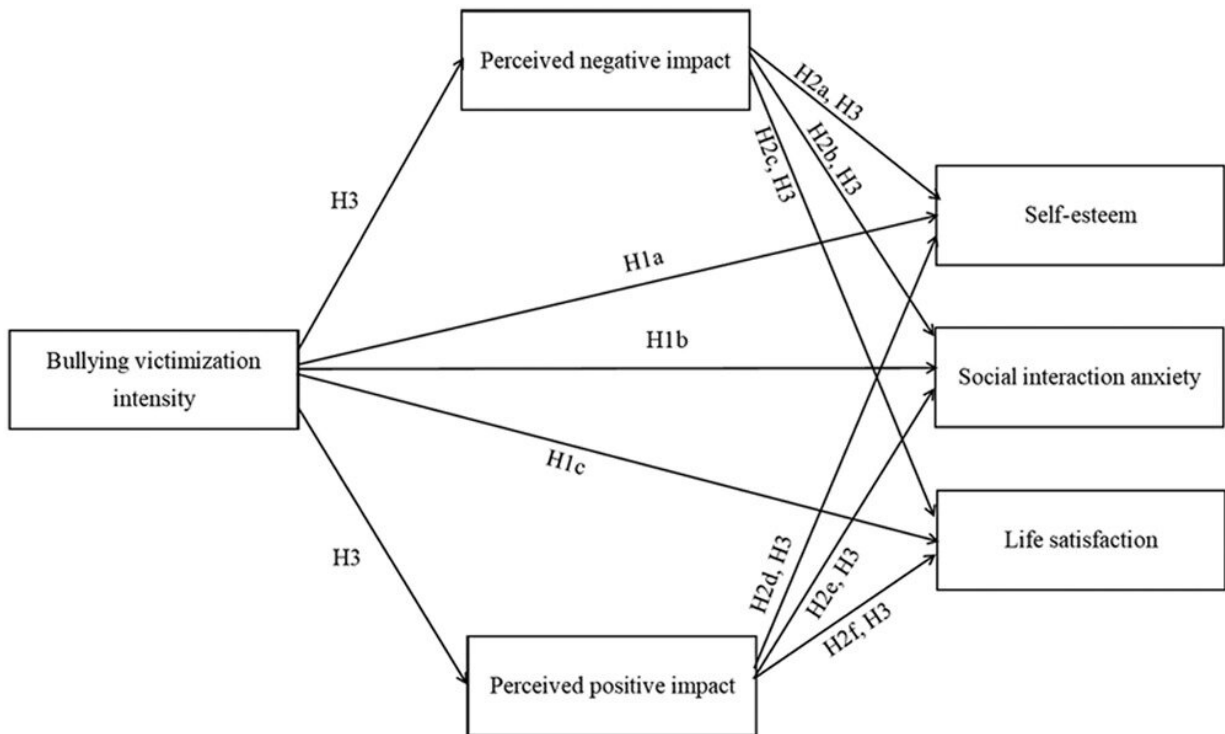 Perceived negative impact
H2a, H3
H2b, H3
H2c, H3
H3
Self-esteem
H1a
Bullying victimization
intensity
H1b
Social interaction anxiety
H1c
Life satisfaction
H3
H2d, H3
H2e, H3
H2f, H3
Perceived positive impact